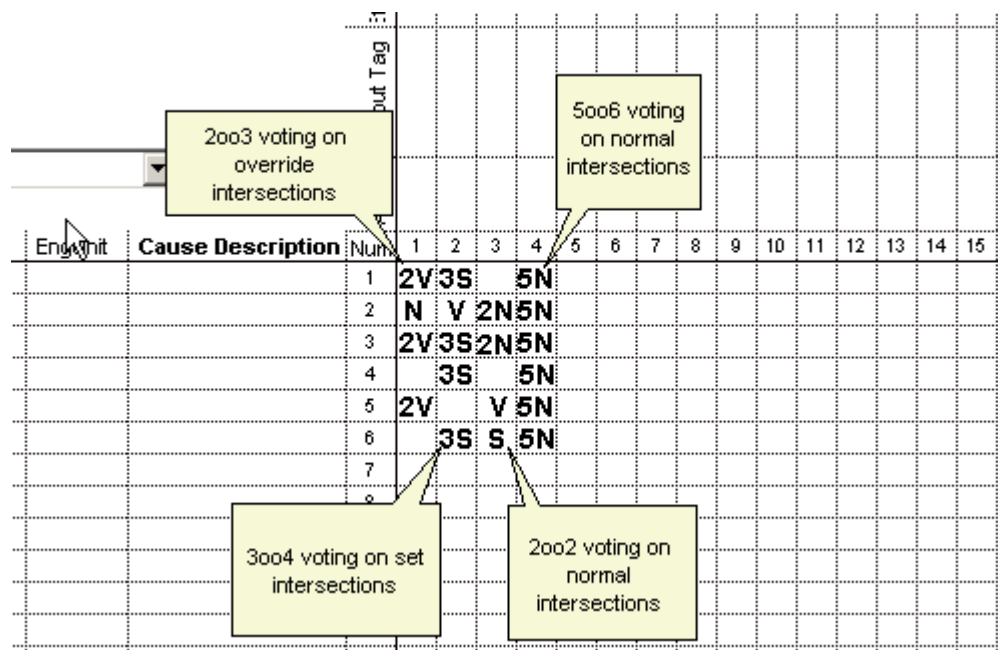 out Tag
2oo3 voting on
override
intersections
5oo6 voting
on normal
intersections
Cause Description Num 1 2 3 4 5 6 7 8 9 10 11 12 13 14 15
1 2V 3S 5N
2 N V 2N 5N
3 2V 3S 2N 5N
4 3S 5N
5 2V V 5N
6 3S S 5N
7
3oo4 voting on set
intersections
2oo2 voting on
normal
intersections